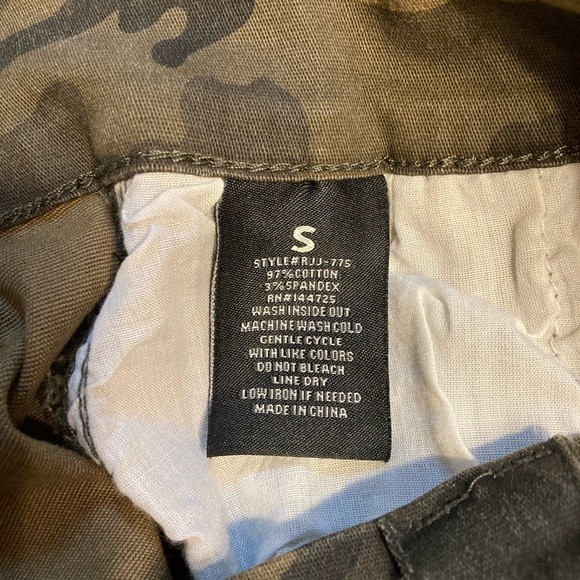 S
STYLE# RJJ-775
97% COTTON
3% SPANDEX
RN# 144725
WASH INSIDE OUT
MACHINE WASH COLD
GENTLE CYCLE
WITH LIKE COLORS
DO NOT BLEACH
LINE DRY
LOW IRON IF NEEDED
MADE IN CHINA